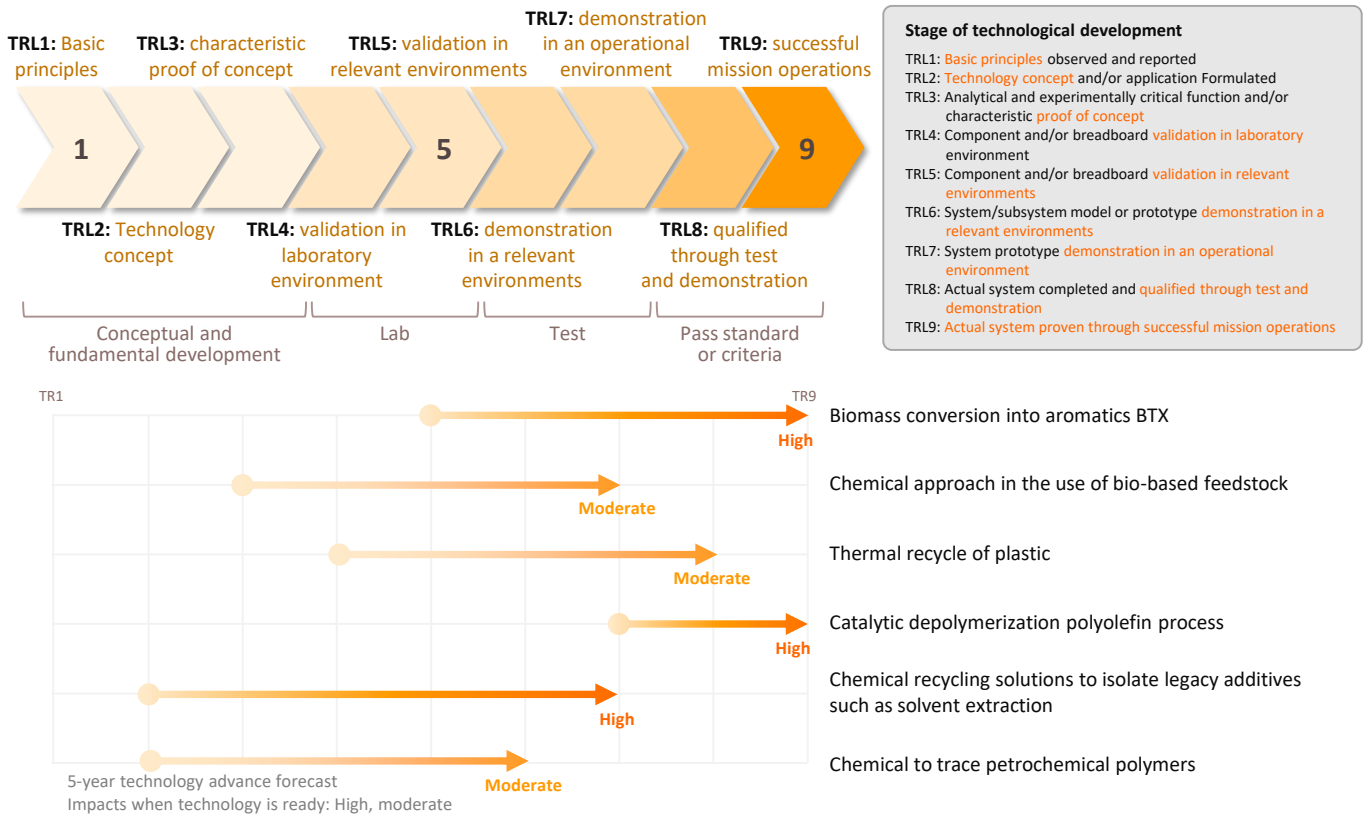 TRL1: Basic
principles
TRL3: characteristic
proof of concept
TRL5: validation in
relevant environments
TRL7: demonstration
in an operational
environment
TRL9: successful
mission operations
1
5
9
TRL2: Technology
concept
TRL4: validation in
laboratory
environment
TRL6: demonstration
in a relevant
environments
TRL8: qualified
through test
and demonstration
Conceptual and
fundamental development
Lab
Test
Pass standard
or criteria
Stage of technological development
TRL1: Basic principles observed and reported
TRL2: Technology concept and/or application Formulated
TRL3: Analytical and experimentally critical function and/or
characteristic proof of concept
TRL4: Component and/or breadboard validation in laboratory
environment
TRL5: Component and/or breadboard validation in relevant
environments
TRL6: System/subsystem model or prototype demonstration in a
relevant environments
TRL7: System prototype demonstration in an operational
environment
TRL8: Actual system completed and qualified through test and
demonstration
TRL9: Actual system proven through successful mission operations
TR1
TR9
High
Biomass conversion into aromatics BTX
Moderate
Chemical approach in the use of bio-based feedstock
Moderate
Thermal recycle of plastic
High
Catalytic depolymerization polyolefin process
High
Chemical recycling solutions to isolate legacy additives
such as solvent extraction
Moderate
Chemical to trace petrochemical polymers
5-year technology advance forecast
Impacts when technology is ready: High, moderate